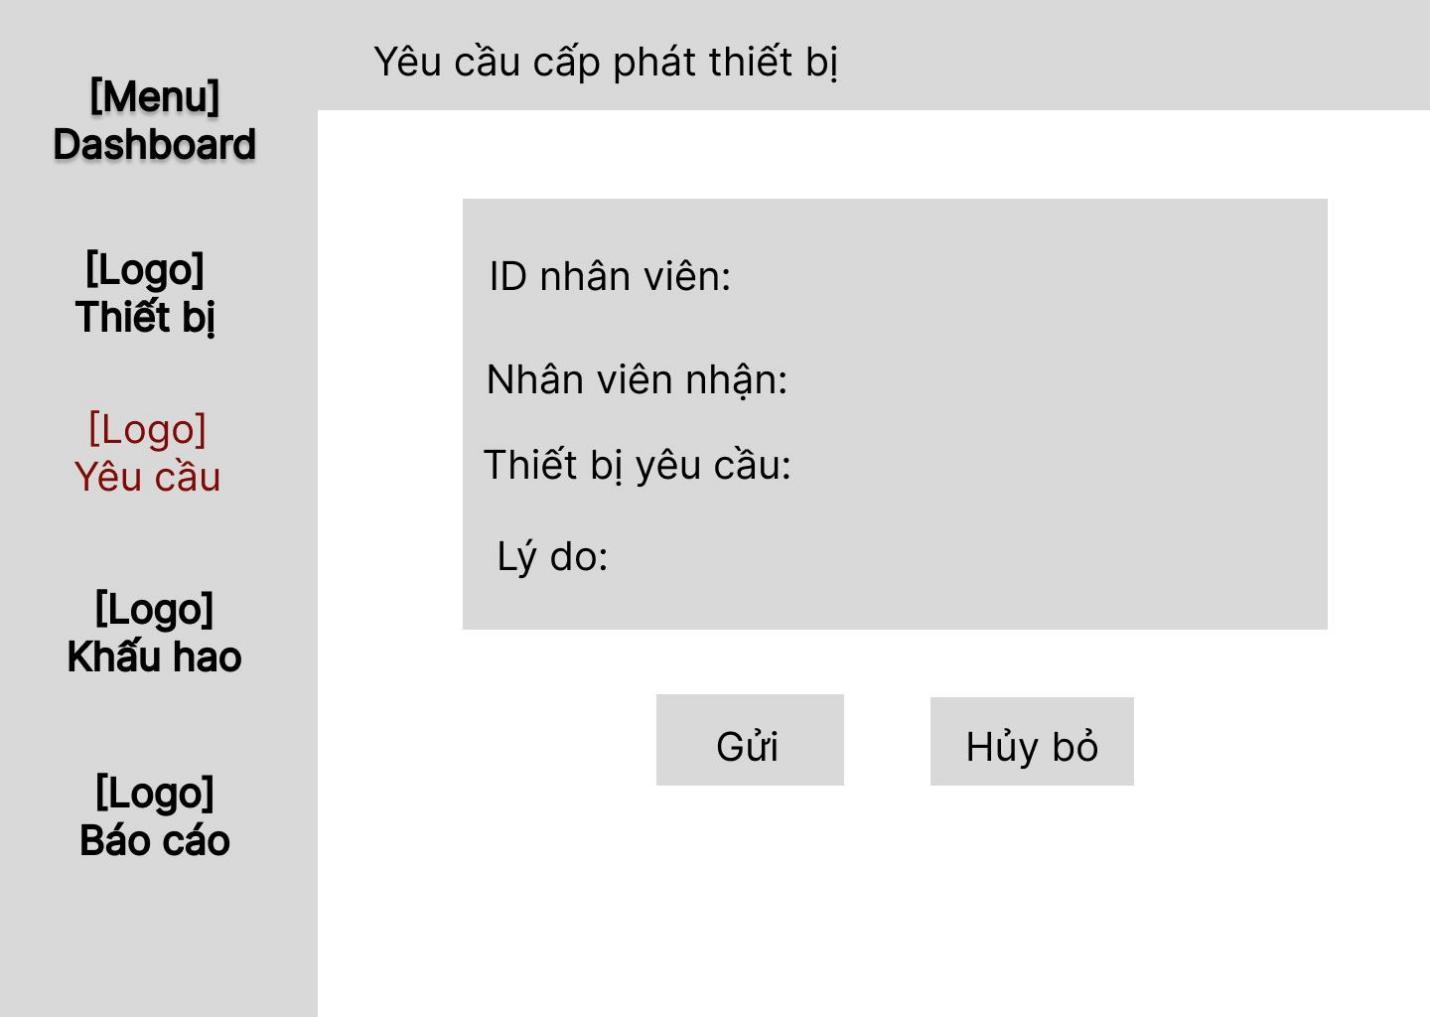 [Menu]
Dashboard
[Logo]
Thiết bị
[Logo]
Yêu cầu
[Logo]
Khấu hao
[Logo]
Báo cáo
Yêu cầu cấp phát thiết bị
ID nhân viên:
Nhân viên nhận:
Thiết bị yêu cầu:
Lý do:
Gửi
Hủy bỏ